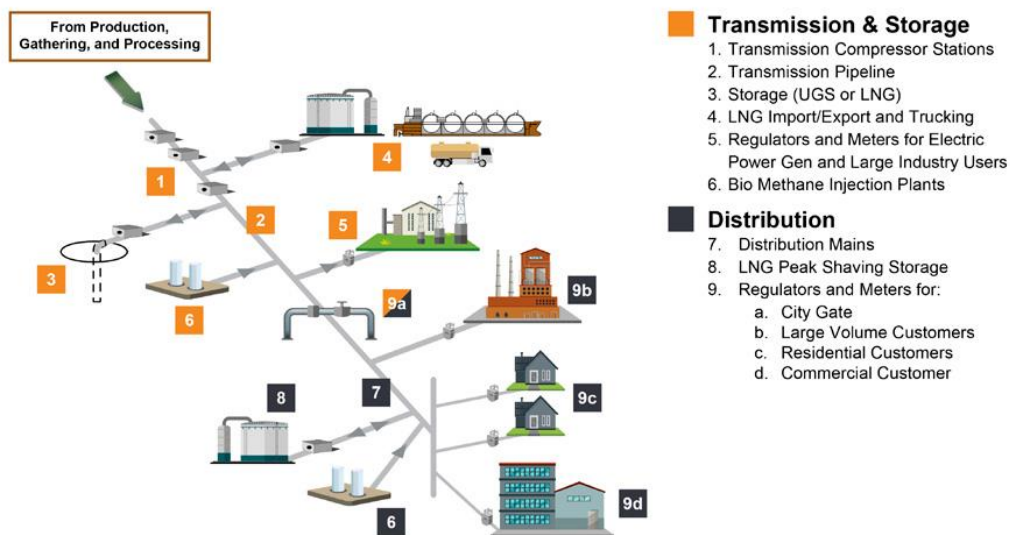 From Production,
Gathering, and Processing
1
2
3
4
5
6
9a
9b
7
8
9c
6
9d
Transmission & Storage
1. Transmission Compressor Stations
2. Transmission Pipeline
3. Storage (UGS or LNG)
4. LNG Import/Export and Trucking
5. Regulators and Meters for Electric
Power Gen and Large Industry Users
6. Bio Methane Injection Plants
Distribution
7. Distribution Mains
8. LNG Peak Shaving Storage
9. Regulators and Meters for:
a. City Gate
b. Large Volume Customers
c. Residential Customers
d. Commercial Customer